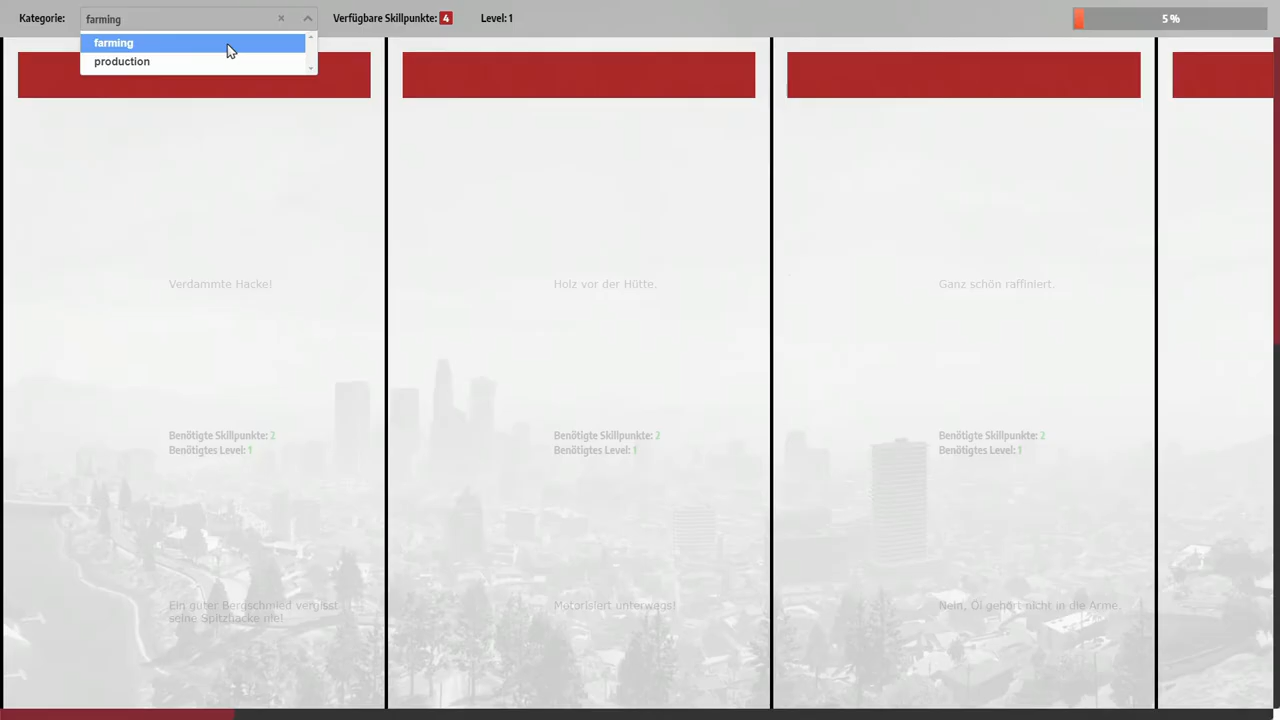 Kategorie: farming Verfügbare Skillpunkte: 4 Level: 1 5 %
farming
production
Verdammte Hacke! Holz vor der Hütte. Ganz schön raffiniert.
Benötigte Skillpunkte: 2 Benötigte Skillpunkte: 2 Benötigte Skillpunkte: 2
Benötigtes Level: 1 Benötigtes Level: 1 Benötigtes Level: 1
Ein guter Bergschmied vergisst Motorisiert unterwegs! Nein, Öl gehört nicht in die Arme.
seine Spitzhacke nie!